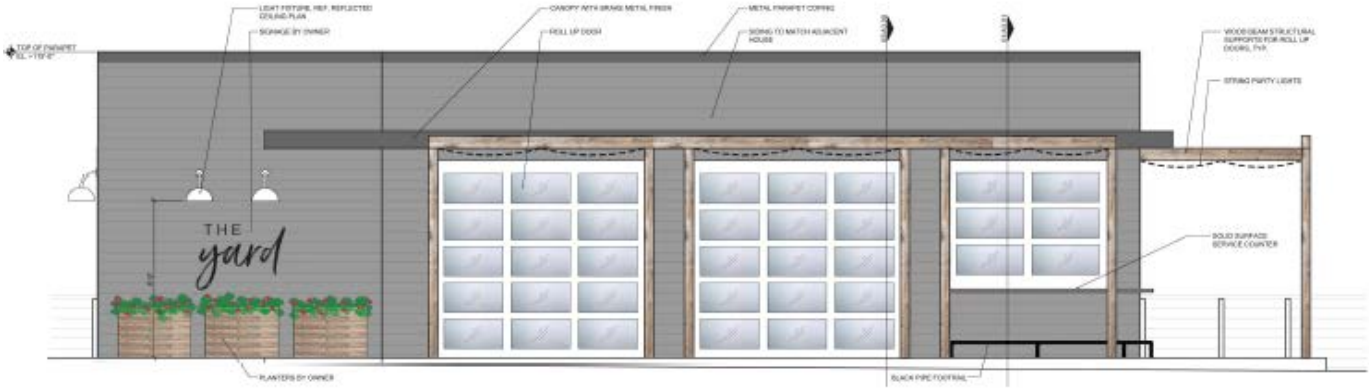 LIGHT FIXTURE, REF. REFLECTED
CEILING PLAN
SIGNAGE BY OWNER
CANOPY WITH BRAKE METAL FINISH
ROLL UP DOOR
METAL PARAPET COPING
SIDING TO MATCH ADJACENT
HOUSE
WOOD BEAM STRUCTURAL
SUPPORTS FOR ROLL UP
DOORS, TYP.
STRING PARTY LIGHTS
TOP OF PARAPET
THE
yard
SOLID SURFACE
SERVICE COUNTER
PLANTERS BY OWNER
BLACK PIPE FOOTRAIL